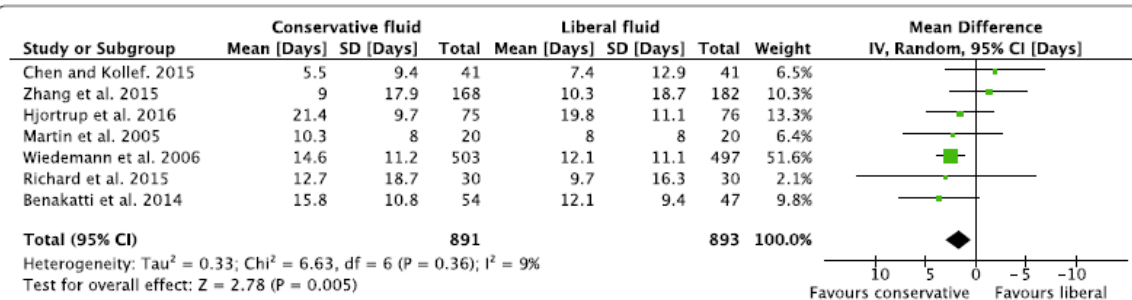 Conservative fluid Liberal fluid Mean Difference
Study or Subgroup Mean [Days] SD [Days] Total Mean [Days] SD [Days] Total Weight IV, Random, 95% CI [Days]
Chen and Kollef. 2015 5.5 9.4 41 7.4 12.9 41 6.5%
Zhang et al. 2015 9 17.9 168 10.3 18.7 182 10.3%
Hjortrup et al. 2016 21.4 9.7 75 19.8 11.1 76 13.3%
Martin et al. 2005 10.3 8 20 8 8 20 6.4%
Wiedemann et al. 2006 14.6 11.2 503 12.1 11.1 497 51.6%
Richard et al. 2015 12.7 18.7 30 9.7 16.3 30 2.1%
Benakatti et al. 2014 15.8 10.8 54 12.1 9.4 47 9.8%
Total (95% CI) 891 893 100.0%
Heterogeneity: Tau² = 0.33; Chi² = 6.63, df = 6 (P = 0.36); I² = 9%
Test for overall effect: Z = 2.78 (P = 0.005)
10 5 0 -5 -10
Favours conservative Favours liberal